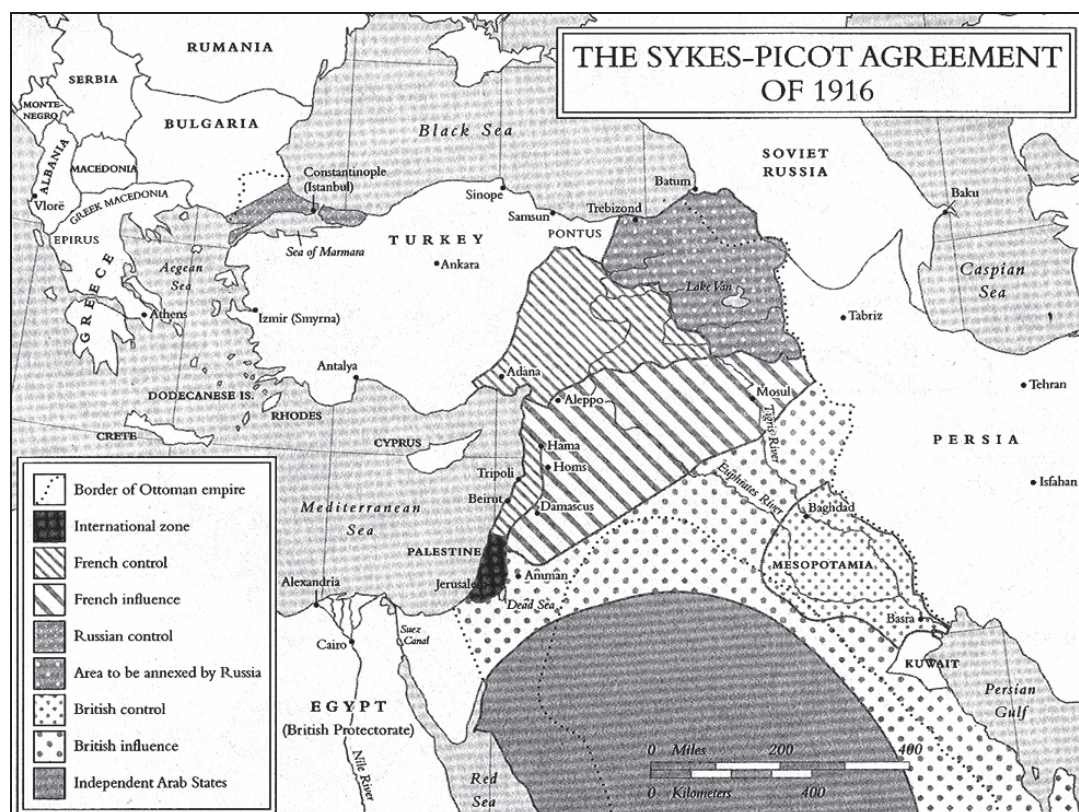 THE SYKES-PICOT AGREEMENT
OF 1916
RUMANIA
SERBIA
MONTE-
NEGRO
BULGARIA
ALBANIA
MACEDONIA
Vlorë
GREEK MACEDONIA
EPIRUS
GREECE
Aegean
Sea
Athens
Black Sea
Constantinople
(Istanbul)
Sea of Marmara
Sinope
Samsun
Trebizond
PONTUS
Batum
SOVIET
RUSSIA
Baku
Caspian
Sea
TURKEY
Ankara
Izmir (Smyrna)
Antalya
Adana
Lake Van
Tabriz
Tehran
DODECANESE IS.
RHODES
CRETE
CYPRUS
Aleppo
Mosul
Tigris River
Hama
Homs
Tripoli
Beirut
Damascus
Euphrates River
Baghdad
PERSIA
Isfahan
Mediterranean
Sea
PALESTINE
Jerusalem
Anuman
Dead Sea
MESOPOTAMIA
Basra
KUWAIT
Persian
Gulf
Alexandria
Cairo
Suez
Canal
EGYPT
(British Protectorate)
Nile River
Red
Sea
Border of Ottoman empire
International zone
French control
French influence
Russian control
Area to be annexed by Russia
British control
British influence
Independent Arab States
0 Miles 200 400
0 Kilometers 400